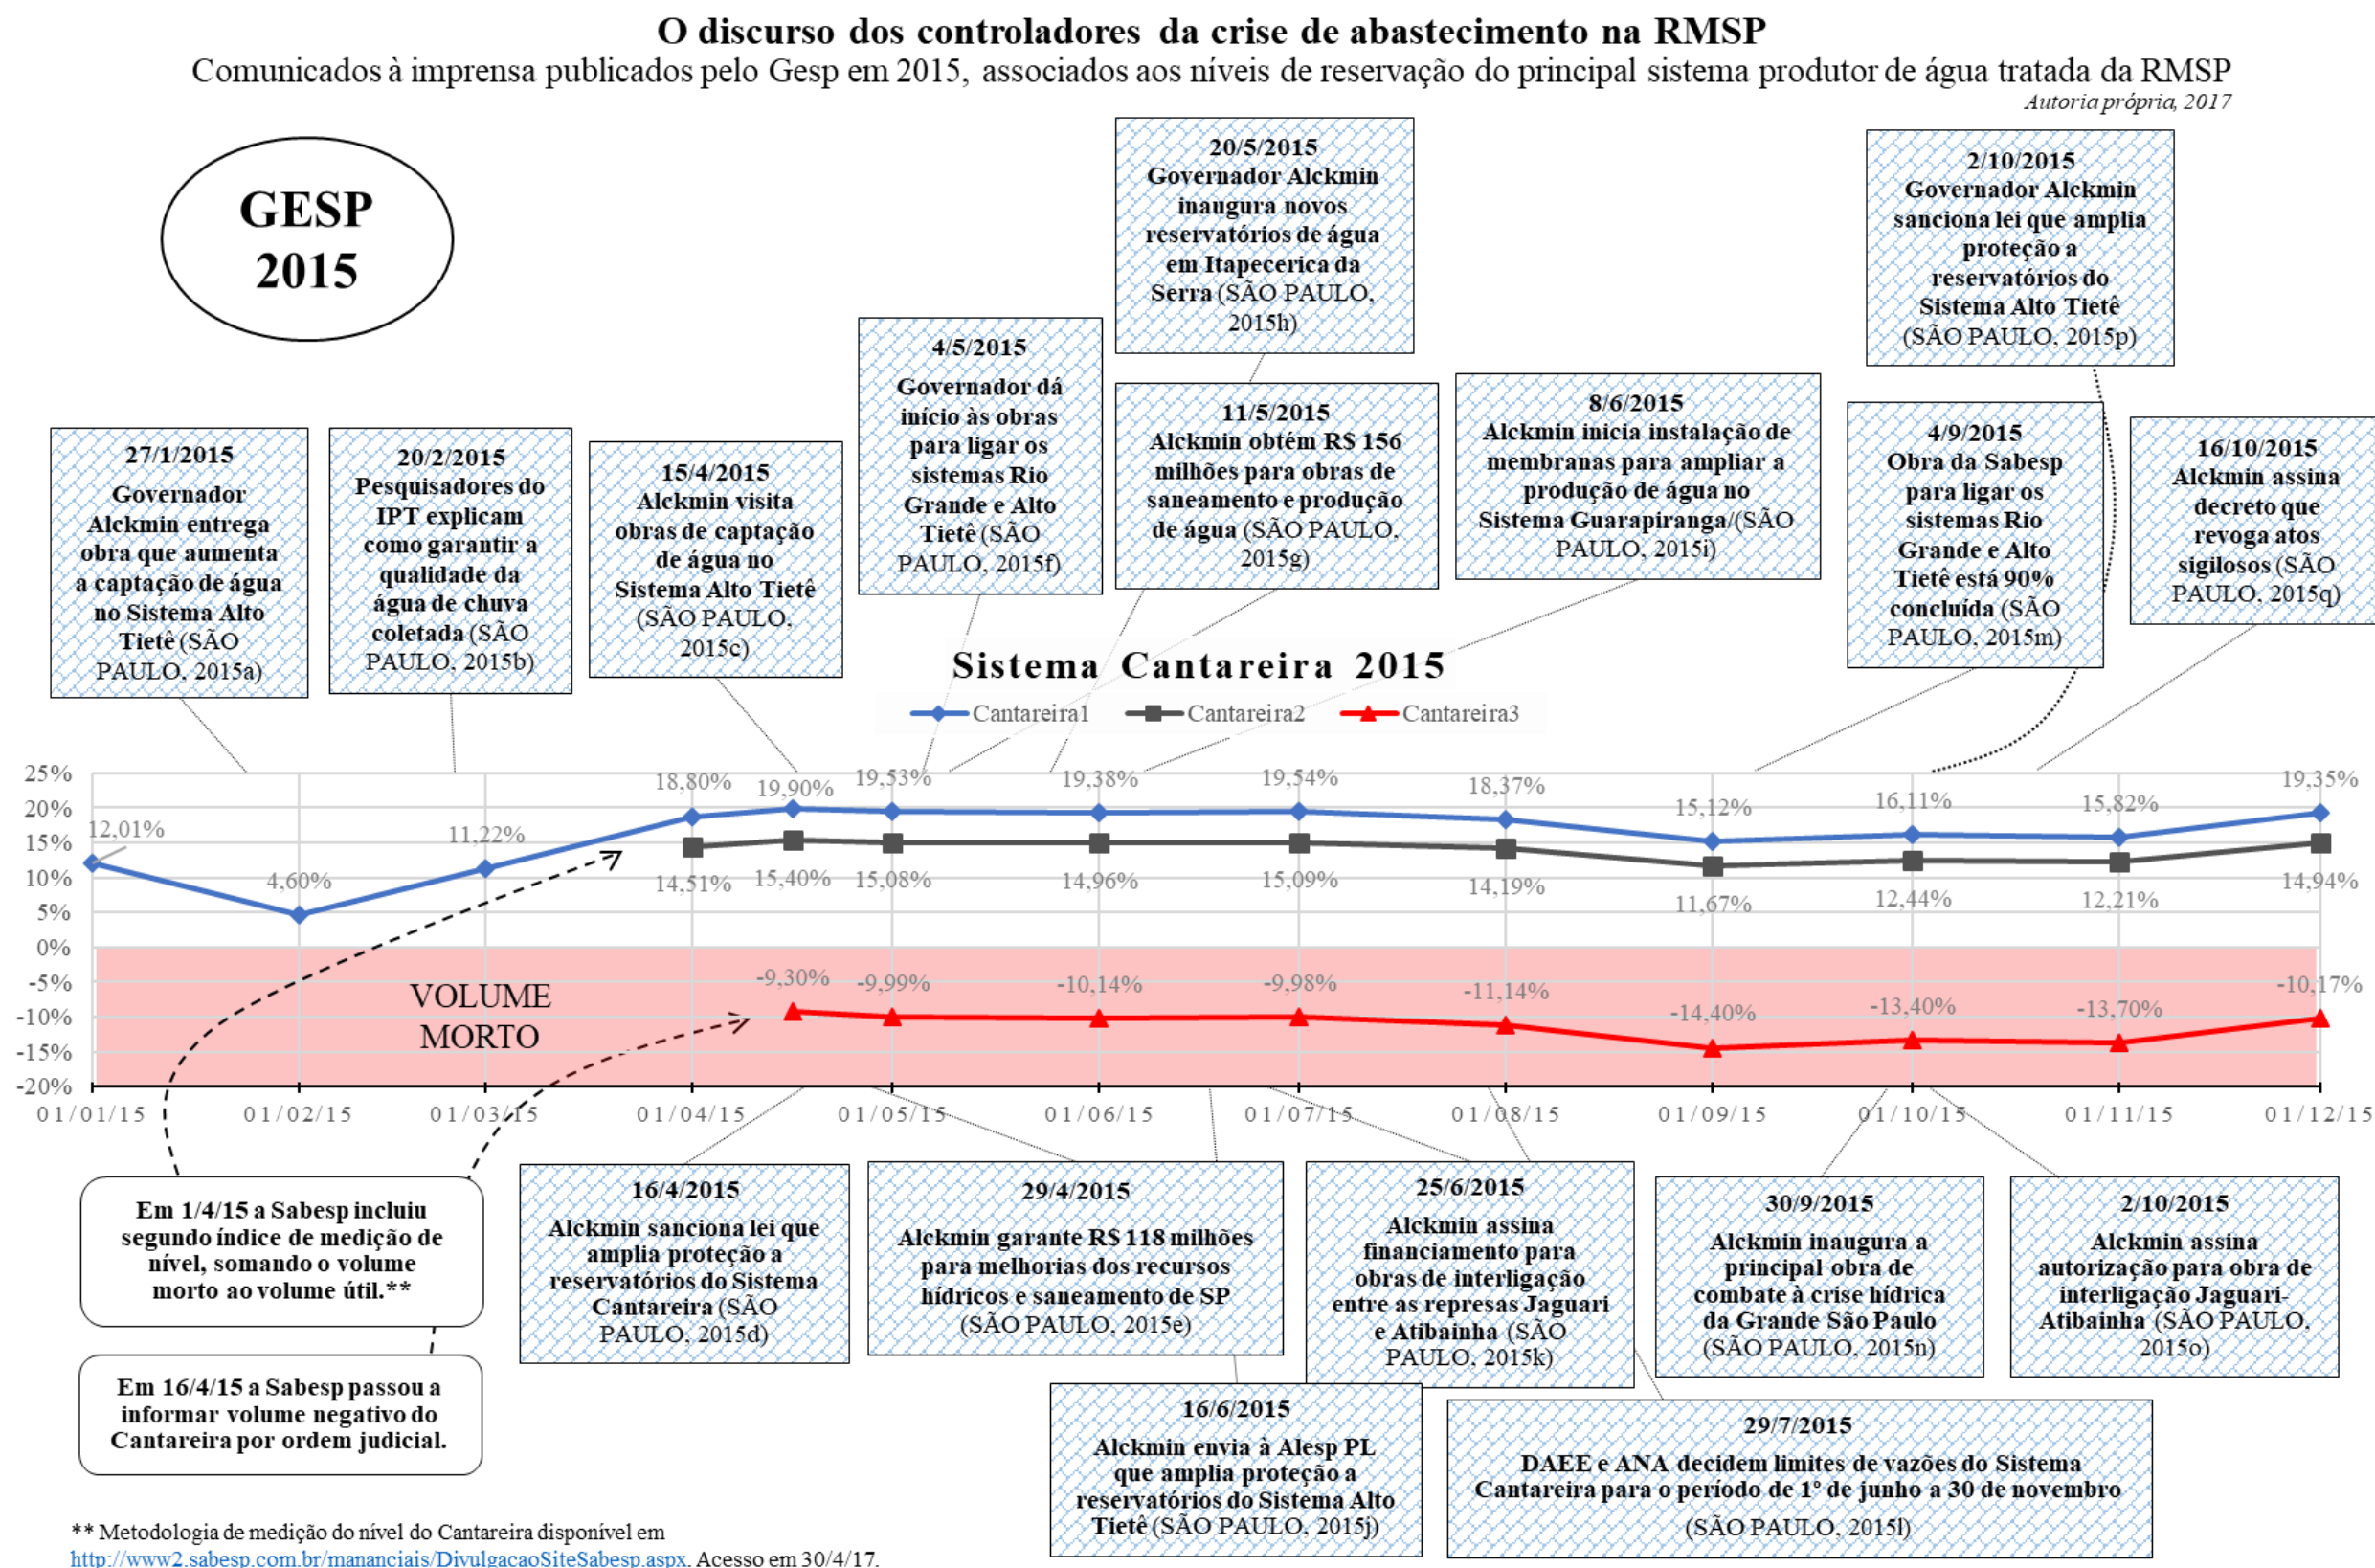 O discurso dos controladores da crise de abastecimento na RMSP
Comunicados à imprensa publicados pelo Gesp em 2015, associados aos níveis de reservação do principal sistema produtor de água tratada da RMSP
Autoria própria, 2017
GESP
2015
27/1/2015
Governador
Alckmin entrega
obra que aumenta
a captação de água
no Sistema Alto
Tietê (SÃO
PAULO, 2015a)
20/2/2015
Pesquisadores do
IPT explicam
como garantir a
qualidade da
água de chuva
coletada (SÃO
PAULO, 2015b)
15/4/2015
Alckmin visita
obras de captação
de água no
Sistema Alto Tietê
(SÃO PAULO,
2015c)
4/5/2015
Governador dá
início às obras
para ligar os
sistemas Rio
Grande e Alto
Tietê (SÃO
PAULO, 2015f)
20/5/2015
Governador Alckmin
inaugura novos
reservatórios de água
em Itapecerica da
Serra (SÃO PAULO,
2015h)
11/5/2015
Alckmin obtém R$ 156
milhões para obras de
saneamento e produção
de água (SÃO PAULO,
2015g)
8/6/2015
Alckmin inicia instalação de
membranas para ampliar a
produção de água no
Sistema Guarapiranga/(SÃO
PAULO, 2015i)
2/10/2015
Governador Alckmin
sanciona lei que amplia
proteção a
reservatórios do
Sistema Alto Tietê
(SÃO PAULO, 2015p)
4/9/2015
Obra da Sabesp
para ligar os
sistemas Rio
Grande e Alto
Tietê está 90%
concluída (SÃO
PAULO, 2015m)
16/10/2015
Alckmin assina
decreto que
revoga atos
sigilosos (SÃO
PAULO, 2015q)
Sistema Cantareira 2015
Cantareira1 Cantareira2 Cantareira3
25%
20%
15%
10%
5%
0%
-5%
-10%
-15%
-20%
12,01% 4,60% 11,22% 18,80% 19,90% 19,53% 19,38% 19,54% 18,37% 15,12% 16,11% 15,82% 19,35%
14,51% 15,40% 15,08% 14,96% 15,09% 14,19% 11,67% 12,44% 12,21% 14,94%
-9,30% -9,99% -10,14% -9,98% -11,14% -14,40% -13,40% -13,70% -10,17%
VOLUME
MORTO
01/01/15 01/02/15 01/03/15 01/04/15 01/05/15 01/06/15 01/07/15 01/08/15 01/09/15 01/10/15 01/11/15 01/12/15
Em 1/4/15 a Sabesp incluiu
segundo índice de medição de
nível, somando o volume
morto ao volume útil.**
Em 16/4/15 a Sabesp passou a
informar volume negativo do
Cantareira por ordem judicial.
16/4/2015
Alckmin sanciona lei que
amplia proteção a
reservatórios do Sistema
Cantareira (SÃO
PAULO, 2015d)
29/4/2015
Alckmin garante R$ 118 milhões
para melhorias dos recursos
hídricos e saneamento de SP
(SÃO PAULO, 2015e)
16/6/2015
Alckmin envia à Alesp PL
que amplia proteção a
reservatórios do Sistema Alto
Tietê (SÃO PAULO, 2015j)
25/6/2015
Alckmin assina
financiamento para
obras de interligação
entre as represas Jaguari
e Atibainha (SÃO
PAULO, 2015k)
29/7/2015
DAEE e ANA decidem limites de vazões do Sistema
Cantareira para o período de 1º de junho a 30 de novembro
(SÃO PAULO, 2015l)
30/9/2015
Alckmin inaugura a
principal obra de
combate à crise hídrica
da Grande São Paulo
(SÃO PAULO, 2015n)
2/10/2015
Alckmin assina
autorização para obra de
interligação Jaguari-
Atibainha (SÃO PAULO,
2015o)
** Metodologia de medição do nível do Cantareira disponível em
http://www2.sabesp.com.br/mananciais/DivulgacaoSiteSabesp.aspx. Acesso em 30/4/17.